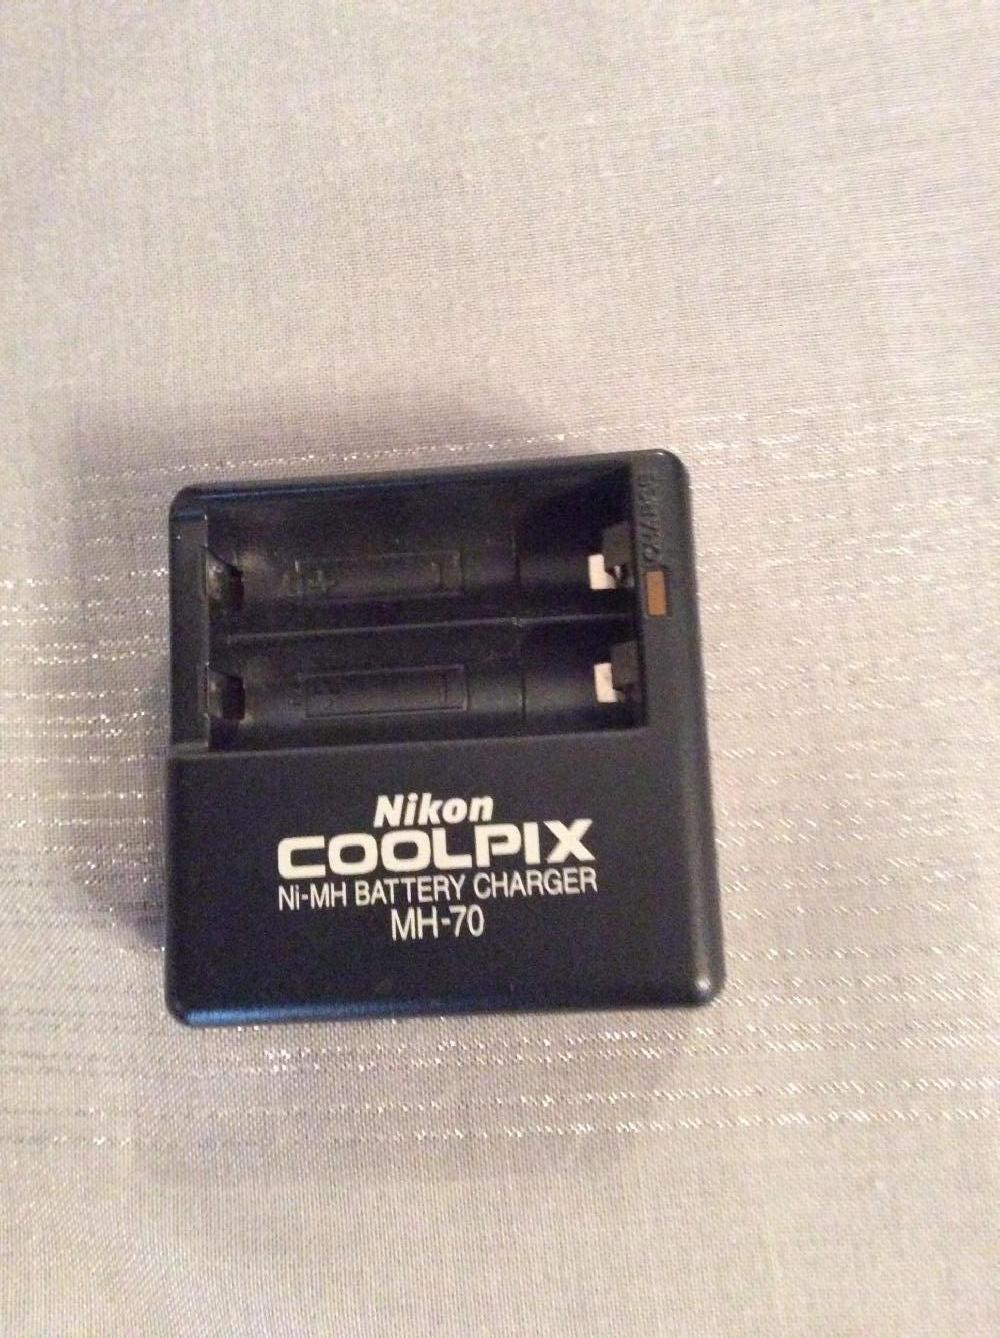 CHARGE
Nikon
COOLPIX
Ni-MH BATTERY CHARGER
MH-70